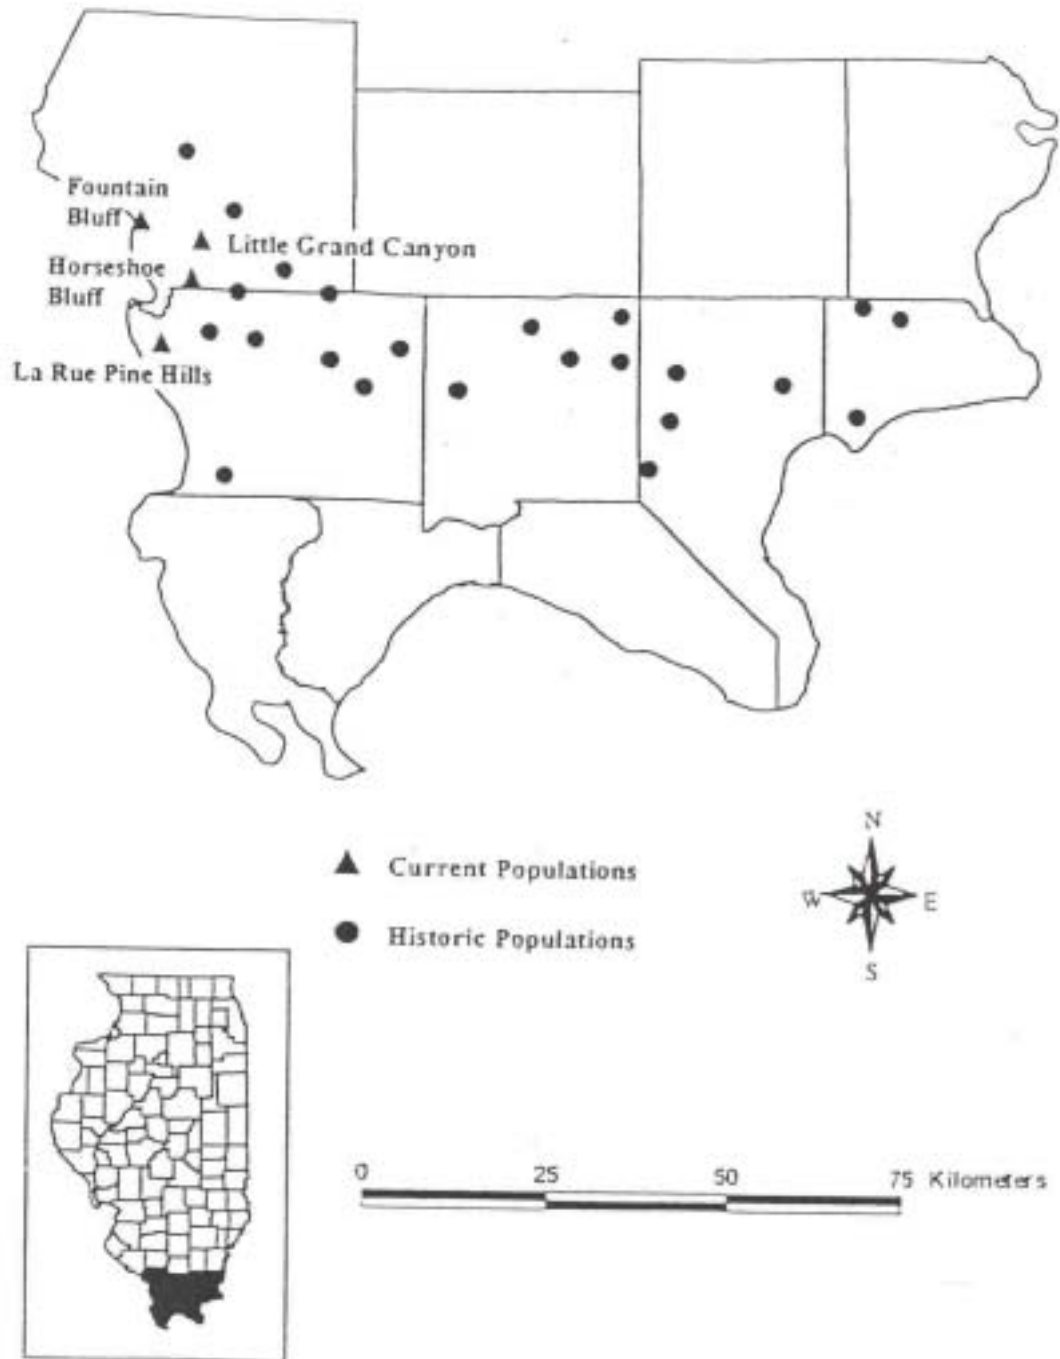 Fountain
Bluff
Little Grand Canyon
Horseshoe
Bluff
La Rue Pine Hills
N
W E
S
Current Populations
Historic Populations
0 25 50 75 Kilometers